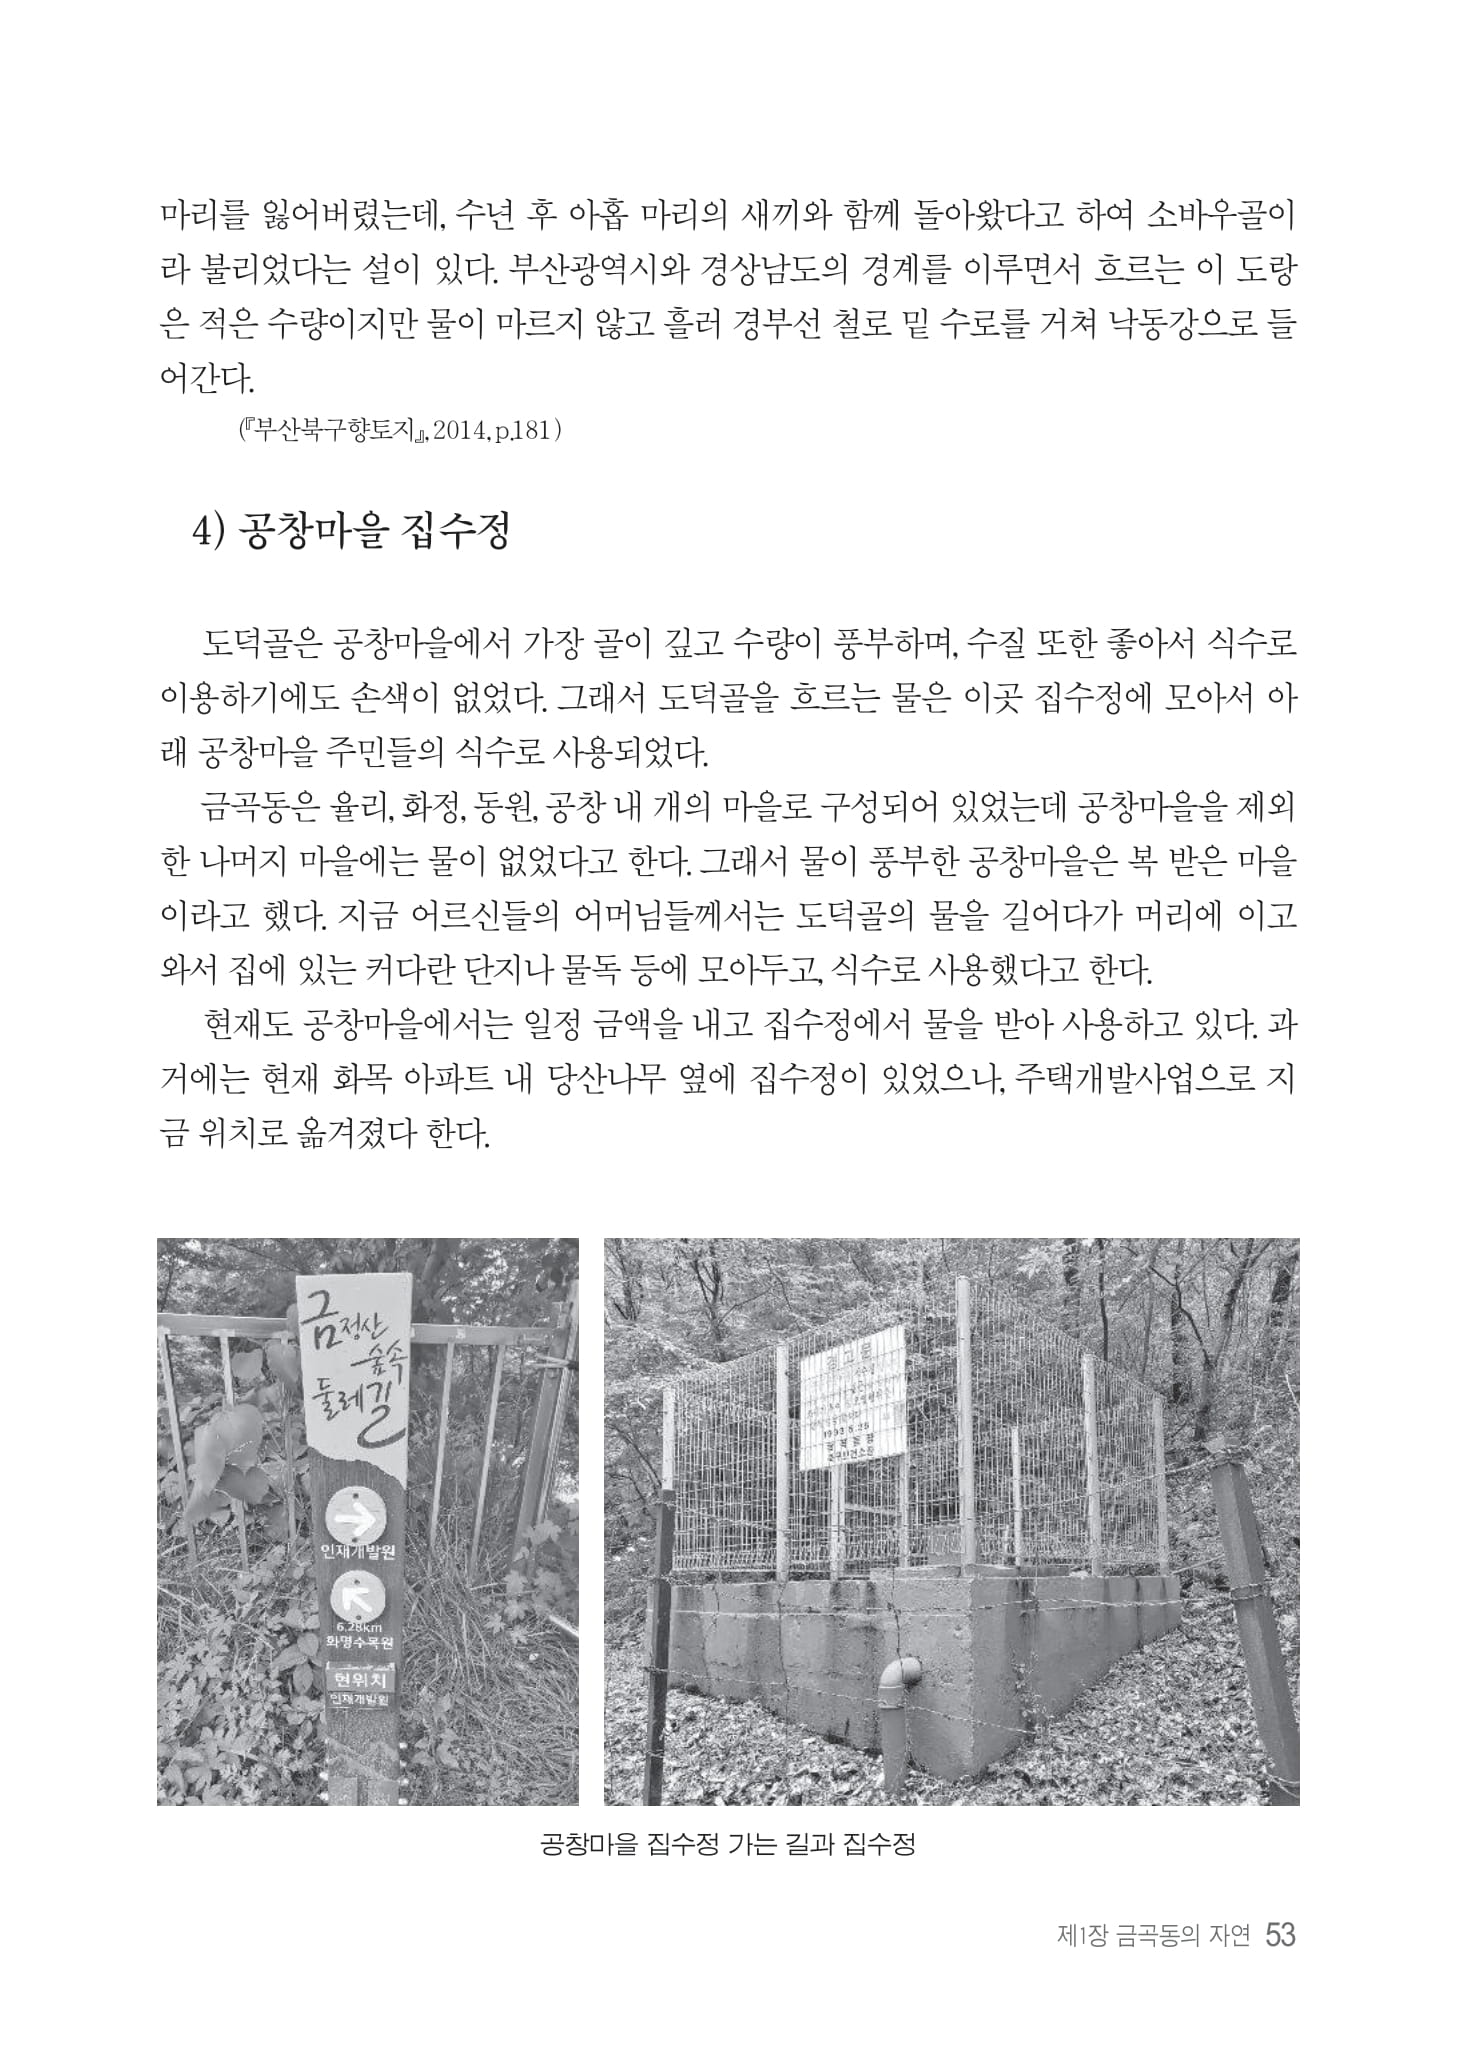 마리를 잃어버렸는데, 수년 후 아홉 마리의 새끼와 함께 돌아왔다고 하여 소바우골이
라 불리었다는 설이 있다. 부산광역시와 경상남도의 경계를 이루면서 흐르는 이 도랑
은 적은 수량이지만 물이 마르지 않고 흘러 경부선 철로 밑 수로를 거쳐 낙동강으로 들
어간다.
(『부산북구향토지』, 2014, p.181)
4) 공창마을 집수정
도덕골은 공창마을에서 가장 골이 깊고 수량이 풍부하며, 수질 또한 좋아서 식수로
이용하기에도 손색이 없었다. 그래서 도덕골을 흐르는 물은 이곳 집수정에 모아서 아
래 공창마을 주민들의 식수로 사용되었다.
금곡동은 율리, 화정, 동원, 공창 내 개의 마을로 구성되어 있었는데 공창마을을 제외
한 나머지 마을에는 물이 없었다고 한다. 그래서 물이 풍부한 공창마을은 복 받은 마을
이라고 했다. 지금 어르신들의 어머님들께서는 도덕골의 물을 길어다가 머리에 이고
와서 집에 있는 커다란 단지나 물독 등에 모아두고, 식수로 사용했다고 한다.
현재도 공창마을에서는 일정 금액을 내고 집수정에서 물을 받아 사용하고 있다. 과
거에는 현재 화목 아파트 내 당산나무 옆에 집수정이 있었으나, 주택개발사업으로 지
금 위치로 옮겨졌다 한다.
금정산
숲속
둘레길
인재개발원
6.28km
화명수목원
현위치
인재개발원
경고문
공창마을 집수정 가는 길과 집수정
제1장 금곡동의 자연 53